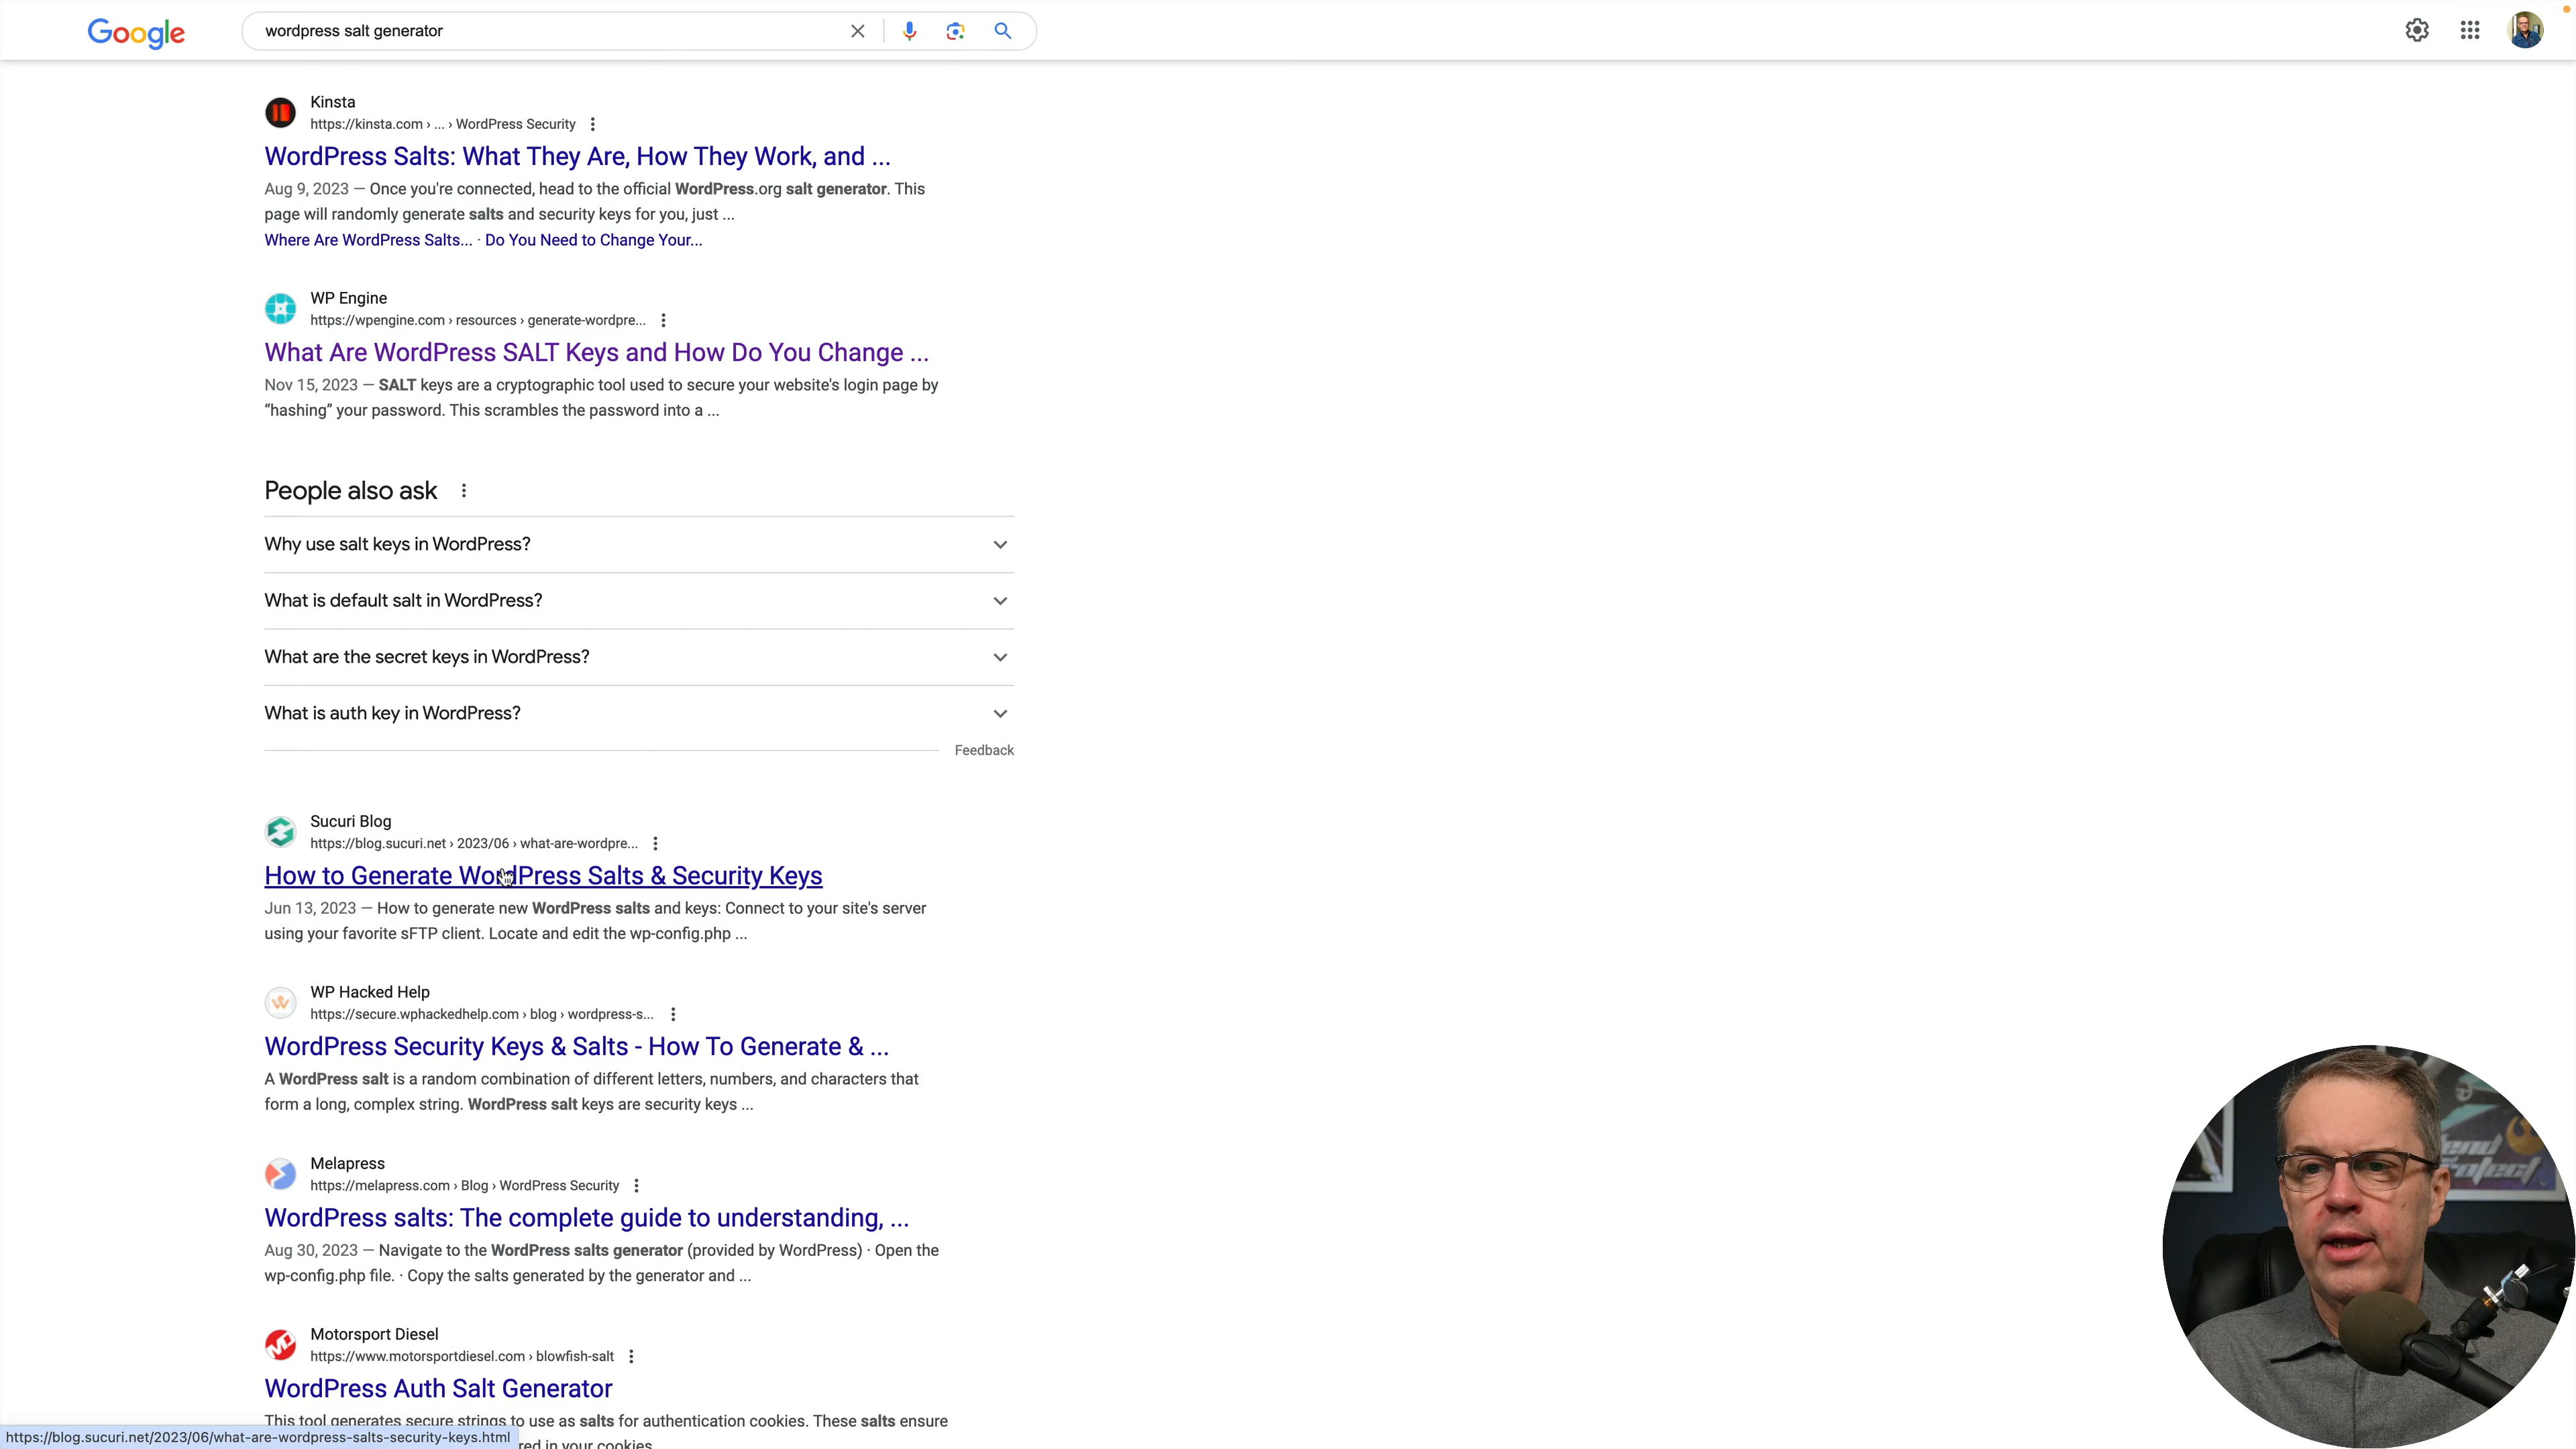 Google
wordpress salt generator
Kinsta
https://kinsta.com › ... › WordPress Security
WordPress Salts: What They Are, How They Work, and ...
Aug 9, 2023 — Once you're connected, head to the official WordPress.org salt generator. This
page will randomly generate salts and security keys for you, just ...
Where Are WordPress Salts... · Do You Need to Change Your...
WP Engine
https://wpengine.com › resources › generate-wordpre...
What Are WordPress SALT Keys and How Do You Change ...
Nov 15, 2023 — SALT keys are a cryptographic tool used to secure your website's login page by
“hashing” your password. This scrambles the password into a ...
People also ask
Why use salt keys in WordPress?
What is default salt in WordPress?
What are the secret keys in WordPress?
What is auth key in WordPress?
Feedback
Sucuri Blog
https://blog.sucuri.net › 2023/06 › what-are-wordpre...
How to Generate WordPress Salts & Security Keys
Jun 13, 2023 — How to generate new WordPress salts and keys: Connect to your site's server
using your favorite sFTP client. Locate and edit the wp-config.php ...
WP Hacked Help
https://secure.wphackedhelp.com › blog › wordpress-s...
WordPress Security Keys & Salts - How To Generate & ...
A WordPress salt is a random combination of different letters, numbers, and characters that
form a long, complex string. WordPress salt keys are security keys ...
Melapress
https://melapress.com › Blog › WordPress Security
WordPress salts: The complete guide to understanding, ...
Aug 30, 2023 — Navigate to the WordPress salts generator (provided by WordPress) · Open the
wp-config.php file. · Copy the salts generated by the generator and ...
Motorsport Diesel
https://www.motorsportdiesel.com › blowfish-salt
WordPress Auth Salt Generator
This tool generates secure strings to use as salts for authentication cookies. These salts ensure
red in your cookies.
https://blog.sucuri.net/2023/06/what-are-wordpress-salts-security-keys.html